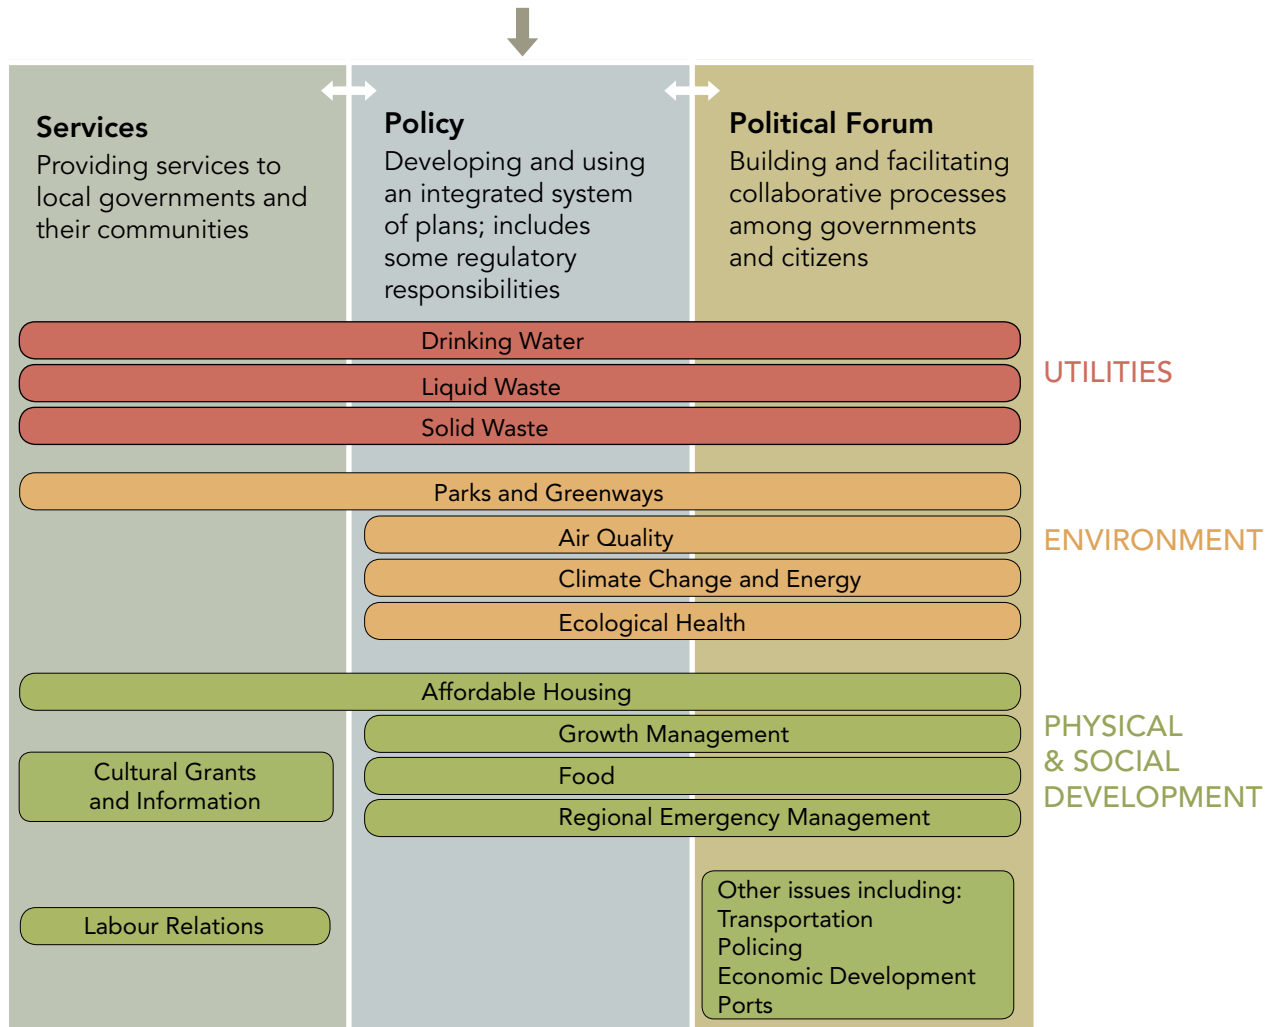 Services
Providing services to
local governments and
their communities
Policy
Developing and using
an integrated system
of plans; includes
some regulatory
responsibilities
Political Forum
Building and facilitating
collaborative processes
among governments
and citizens
Drinking Water
Liquid Waste
Solid Waste
UTILITIES
Parks and Greenways
Air Quality
Climate Change and Energy
Ecological Health
ENVIRONMENT
Affordable Housing
Growth Management
Food
Regional Emergency Management
Cultural Grants
and Information
PHYSICAL
& SOCIAL
DEVELOPMENT
Labour Relations
Other issues including:
Transportation
Policing
Economic Development
Ports